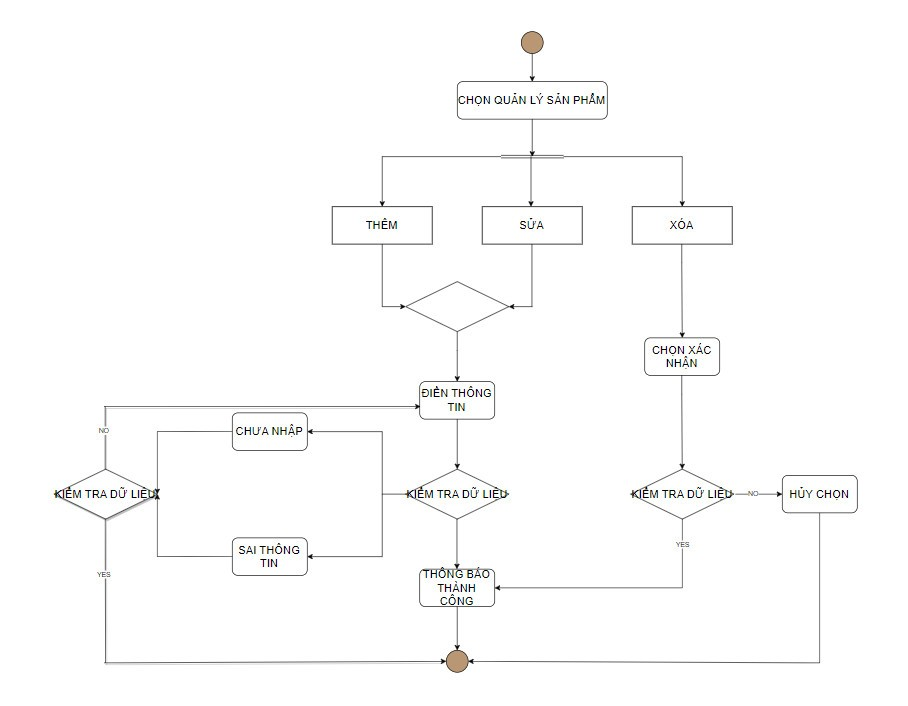 CHỌN QUẢN LÝ SẢN PHẨM
THÊM
SỬA
XÓA
CHỌN XÁC
NHẬN
ĐIỀN THÔNG
TIN
CHƯA NHẬP
NO
KIỂM TRA DỮ LIỆU
KIỂM TRA DỮ LIỆU
KIỂM TRA DỮ LIỆU
NO
HỦY CHỌN
SAI THÔNG
TIN
YES
YES
THÔNG BÁO
THÀNH
CÔNG